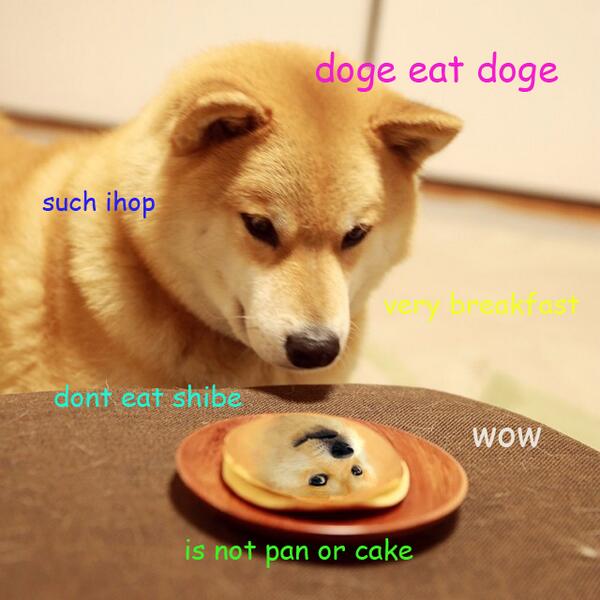 doge eat doge
such ihop
very breakfast
dont eat shibe
wow
is not pan or cake